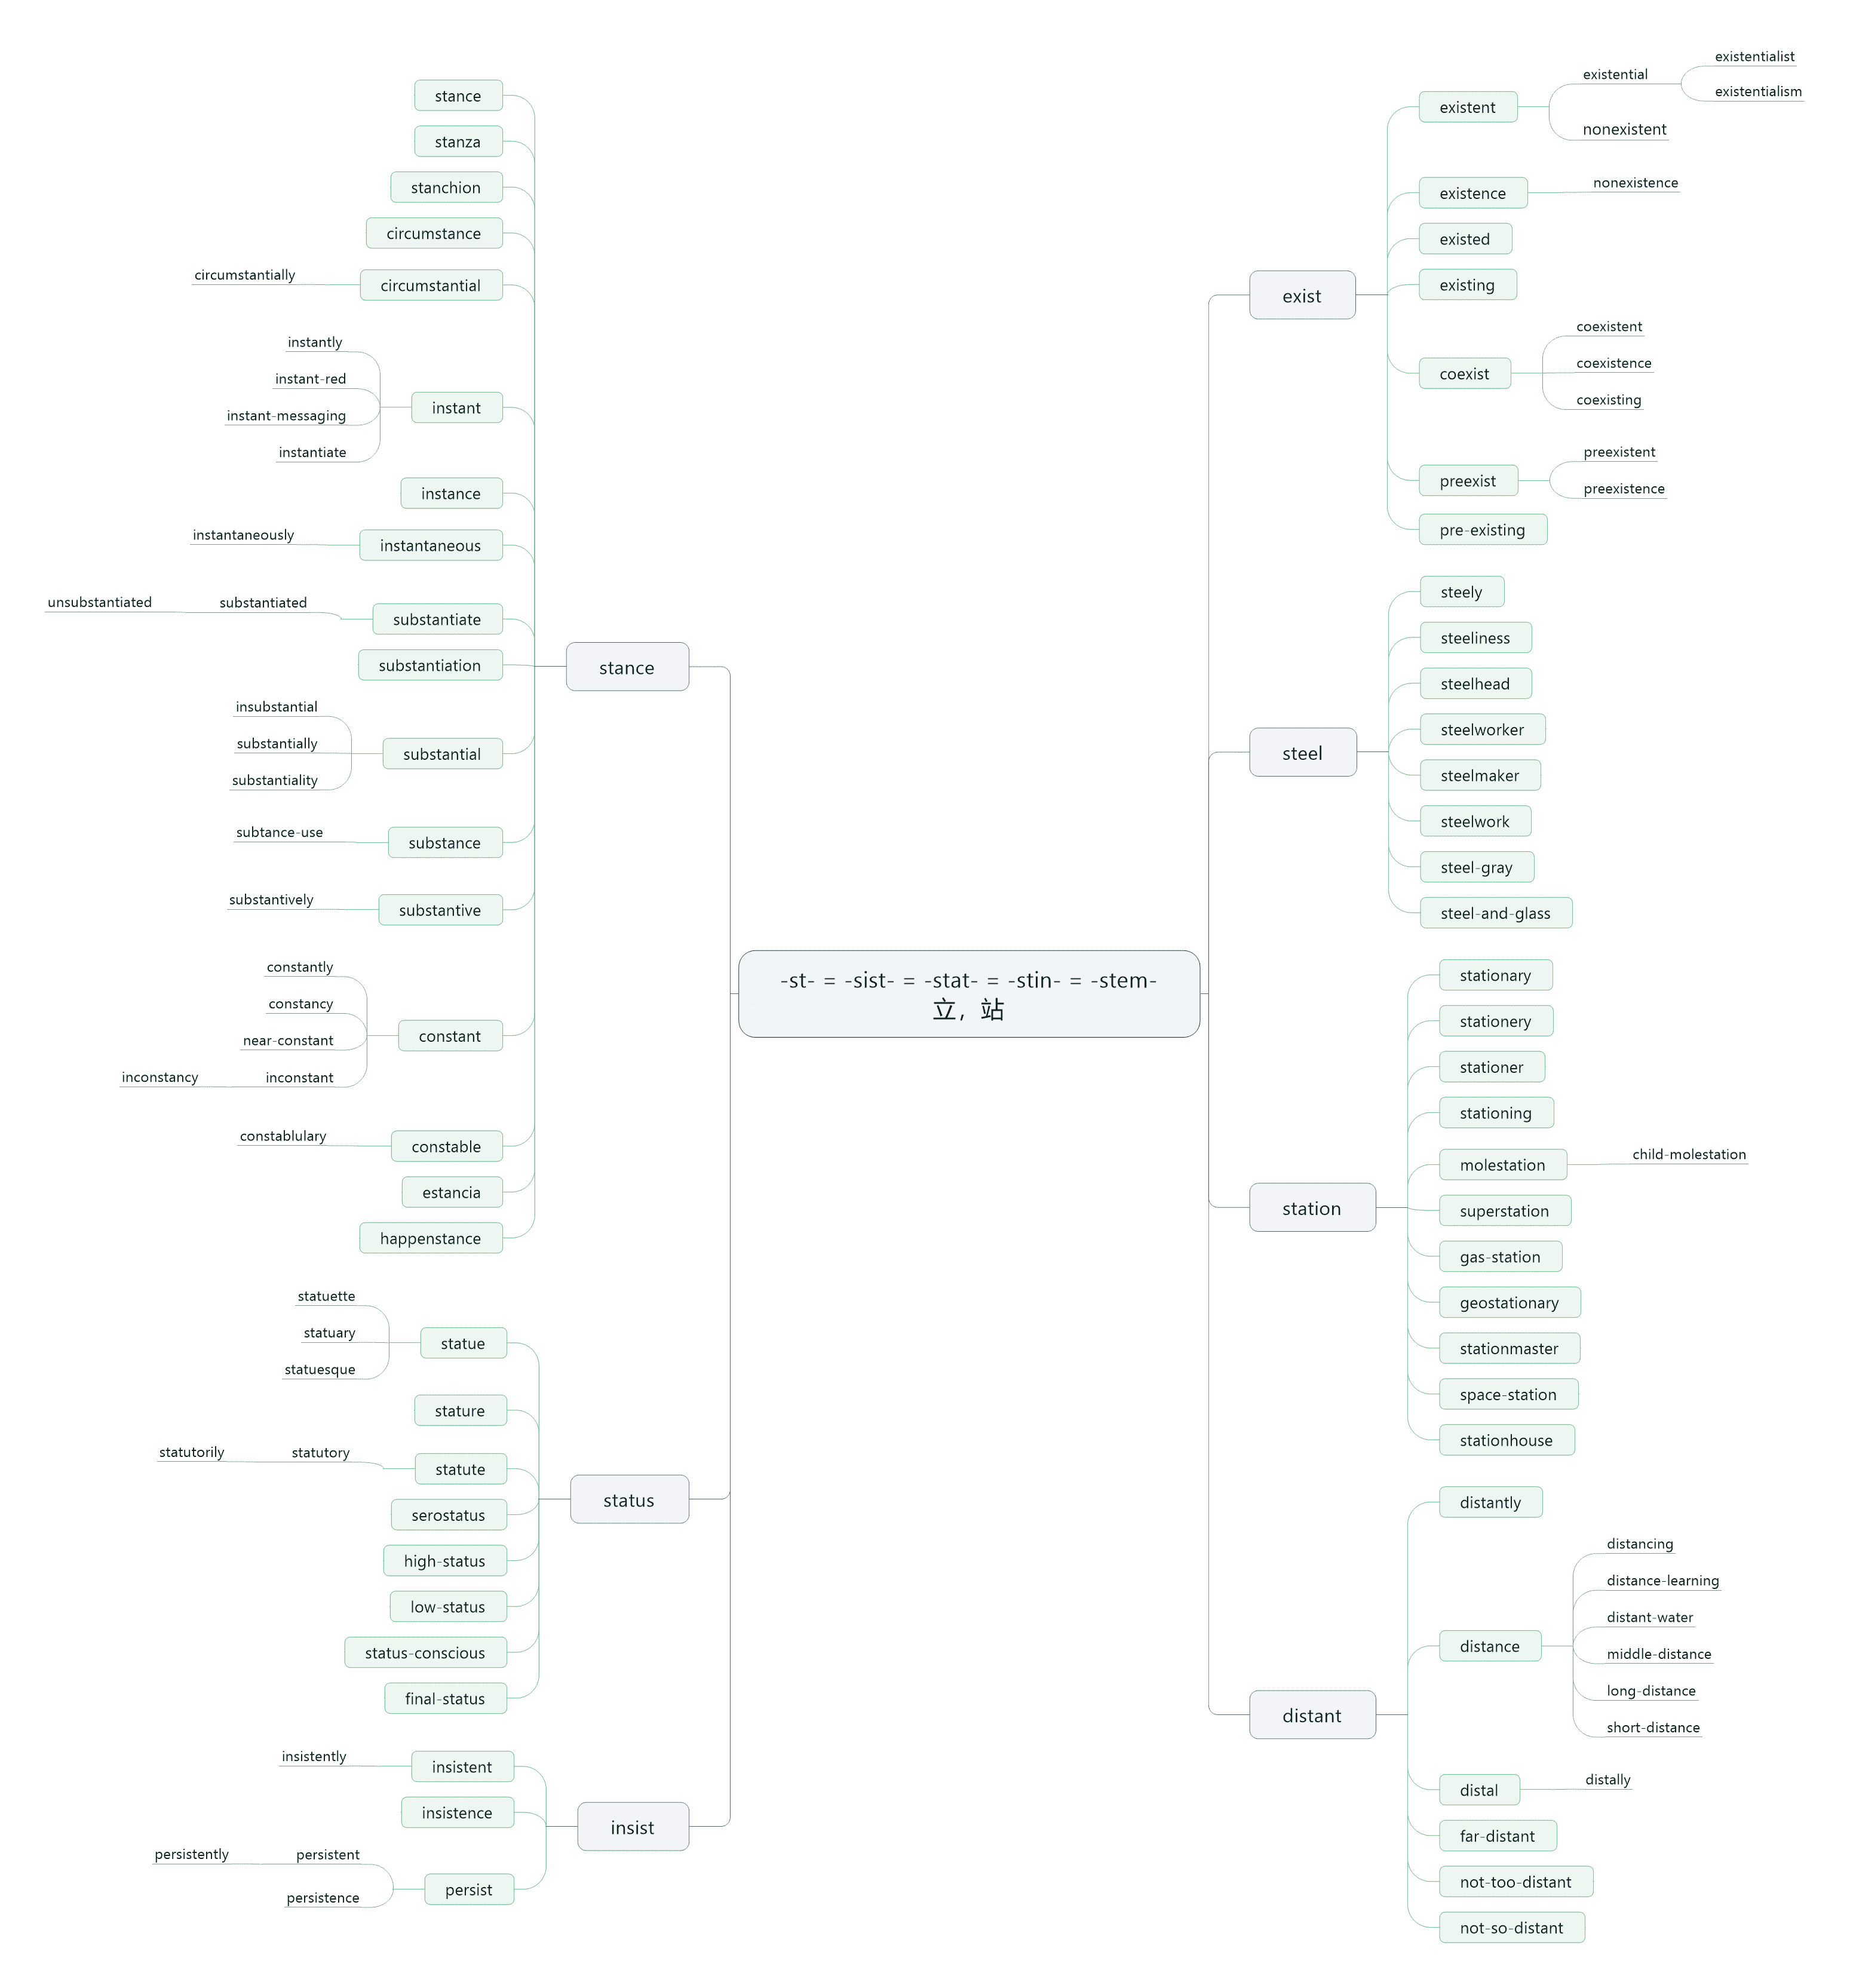 -st- = -sist- = -stat- = -stin- = -stem-
立，站
exist
existent
existential
existentialist
existentialism
nonexistent
existence
nonexistence
existed
existing
coexist
coexistent
coexistence
coexisting
preexist
preexistent
preexistence
pre-existing
steel
steely
steeliness
steelhead
steelworker
steelmaker
steelwork
steel-gray
steel-and-glass
station
stationary
stationery
stationer
stationing
molestation
child-molestation
superstation
gas-station
geostationary
stationmaster
space-station
stationhouse
distant
distantly
distance
distancing
distance-learning
distant-water
middle-distance
long-distance
short-distance
distal
distally
far-distant
not-too-distant
not-so-distant
stance
stance
stanza
stanchion
circumstance
circumstantial
circumstantially
instant
instantly
instant-red
instant-messaging
instantiate
instance
instantaneous
instantaneously
substantiate
substantiated
unsubstantiated
substantiation
substantial
insubstantial
substantially
substantiality
substance
subtance-use
substantive
substantively
constant
constantly
constancy
near-constant
inconstant
inconstancy
constable
constablulary
estancia
happenstance
status
statue
statuette
statuary
statuesque
stature
statute
statutory
statutorily
serostatus
high-status
low-status
status-conscious
final-status
insist
insistent
insistently
insistence
persist
persistent
persistently
persistence